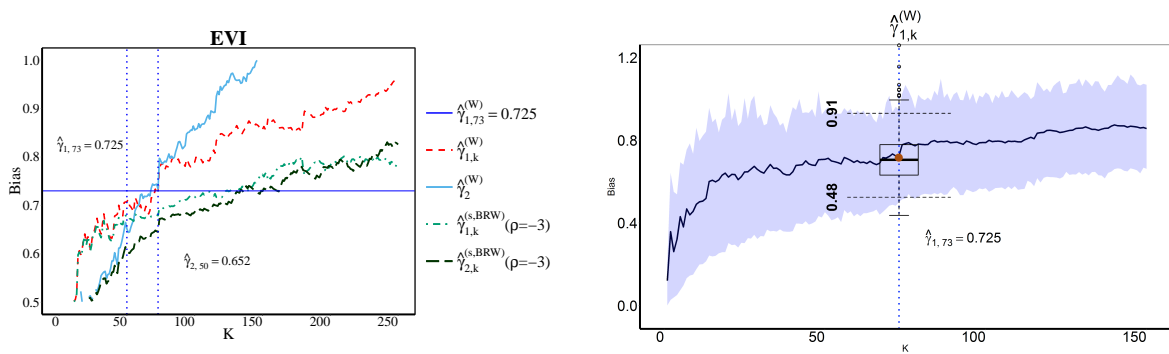 EVI
1.0
0.9
0.8
0.7
0.6
0.5
Bias
γ̂₁,₇₃ = 0.725
γ̂₂,₅₀ = 0.652
0 50 100 150 200 250
K
γ̂₁,₇₃^(W) = 0.725
γ̂₁,k^(W)
γ̂₂^(W)
γ̂₁,k^(s,BRW)(ρ=−3)
γ̂₂,k^(s,BRW)(ρ=−3)
γ̂₁,k^(W)
1.2
0.8
0.4
0.0
Bias
0.91
0.48
γ̂₁,₇₃ = 0.725
0 50 100 150
K